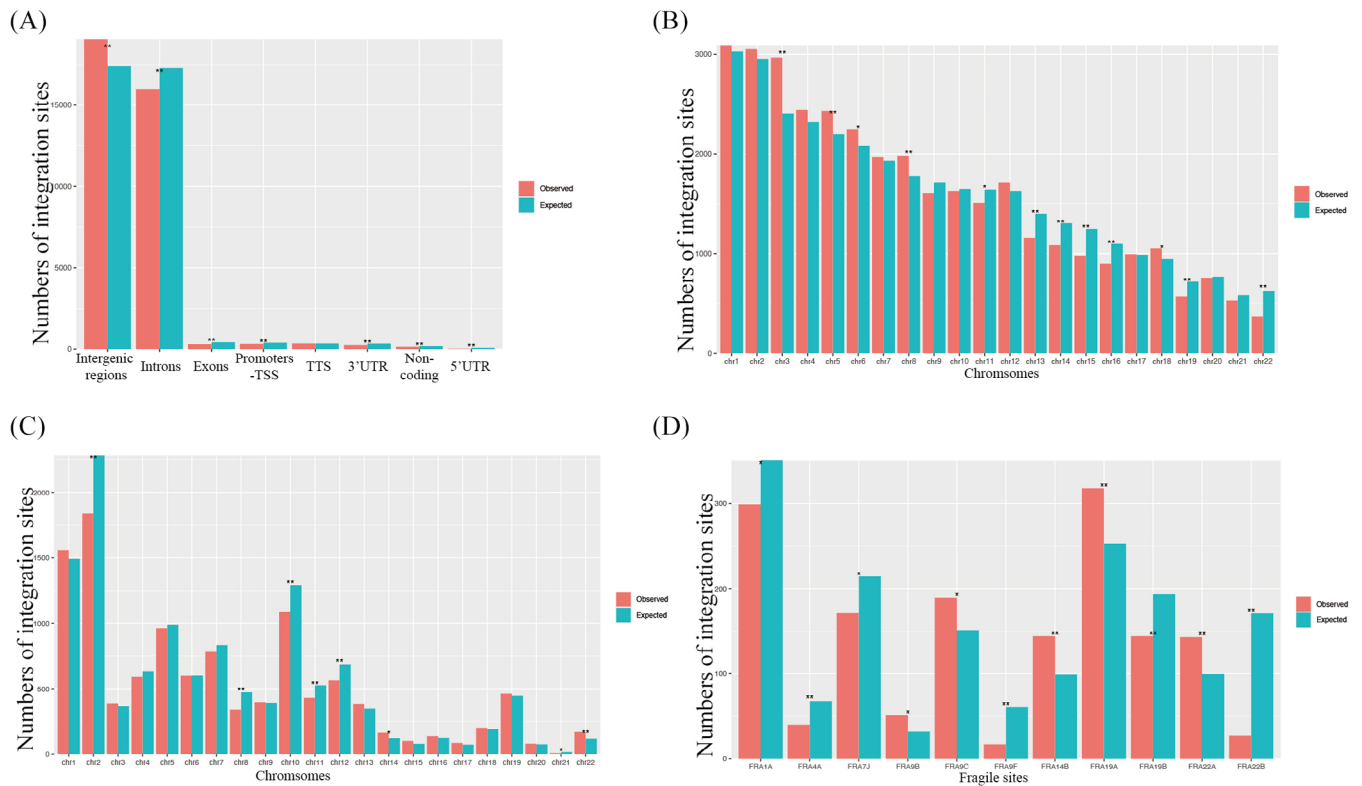 (A)
Numbers of integration sites
15000
10000
5000
0
**
**
**
**
**
**
**
Intergenic regions
Introns
Exons
Promoters -TSS
TTS
3’UTR
Non- coding
5’UTR
Observed
Expected
(B)
Numbers of integration sites
3000
2000
1000
0
**
**
*
**
*
**
**
**
**
*
**
**
chr1 chr2 chr3 chr4 chr5 chr6 chr7 chr8 chr9 chr10 chr11 chr12 chr13 chr14 chr15 chr16 chr17 chr18 chr19 chr20 chr21 chr22
Chromsomes
Observed
Expected
(C)
Numbers of integration sites
2000
1500
1000
500
0
**
**
**
**
**
*
*
**
chr1 chr2 chr3 chr4 chr5 chr6 chr7 chr8 chr9 chr10 chr11 chr12 chr13 chr14 chr15 chr16 chr17 chr18 chr19 chr20 chr21 chr22
Chromsomes
Observed
Expected
(D)
Numbers of integration sites
300
200
100
0
*
**
*
*
*
**
**
**
**
**
**
FRA1A FRA4A FRA7J FRA9B FRA9C FRA9F FRA14B FRA19A FRA19B FRA22A FRA22B
Fragile sites
Observed
Expected